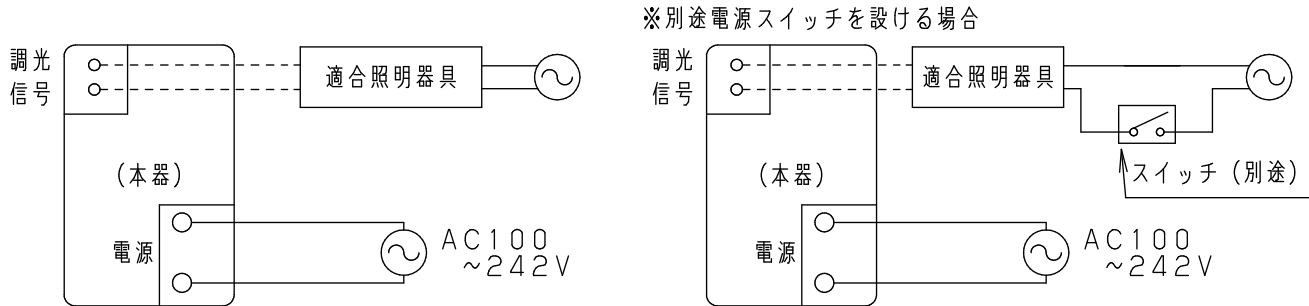 調光
信号
適合照明器具
(本器)
電源
AC100
~242V
※別途電源スイッチを設ける場合
調光
信号
適合照明器具
スイッチ(別途)
(本器)
電源
AC100
~242V